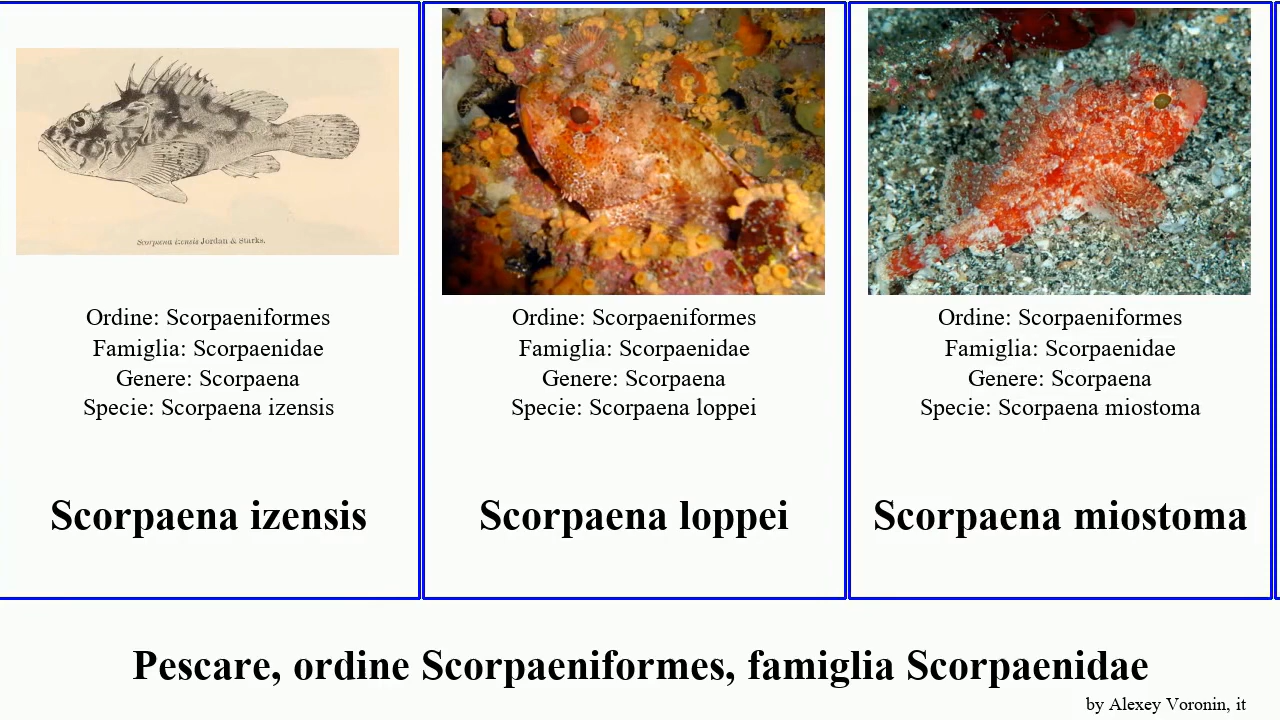 Scorpæna izensis Jordan & Starks.
Ordine: Scorpaeniformes
Famiglia: Scorpaenidae
Genere: Scorpaena
Specie: Scorpaena izensis
Scorpaena izensis
Ordine: Scorpaeniformes
Famiglia: Scorpaenidae
Genere: Scorpaena
Specie: Scorpaena loppei
Scorpaena loppei
Ordine: Scorpaeniformes
Famiglia: Scorpaenidae
Genere: Scorpaena
Specie: Scorpaena miostoma
Scorpaena miostoma
Pescare, ordine Scorpaeniformes, famiglia Scorpaenidae
by Alexey Voronin, it